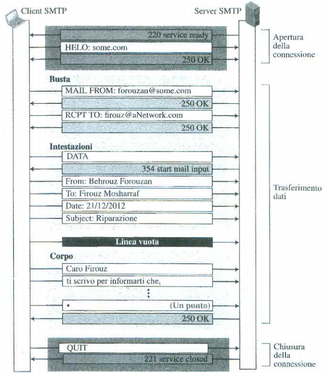 Client SMTP
Server SMTP
220 service ready
HELO: some.com
250 OK
Apertura
della
connessione
Busta
MAIL FROM: forouzan@some.com
250 OK
RCPT TO: firouz@aNetwork.com
250 OK
Intestazioni
DATA
354 start mail input
From: Behrouz Forouzan
To: Firouz Mosharraf
Date: 21/12/2012
Subject: Riparazione
Trasferimento
dati
Linea vuota
Corpo
Caro Firouz
ti scrivo per informarti che,
⋮
• (Un punto)
250 OK
QUIT
221 service closed
Chiusura
della
connessione